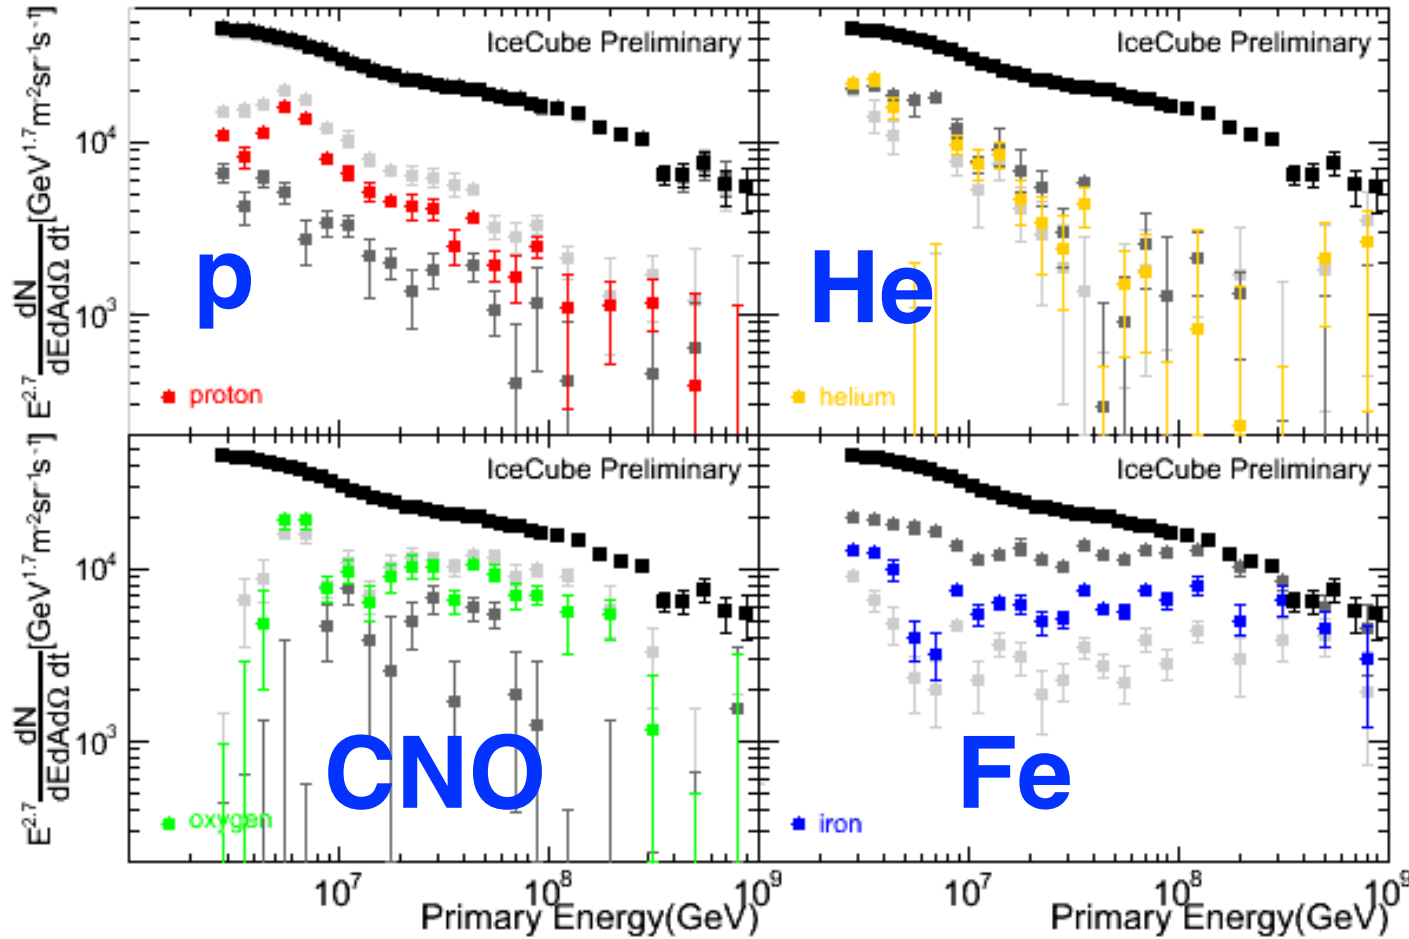 IceCube Preliminary
IceCube Preliminary
E^2.7 dN/dEdAdΩ dt [GeV^1.7 m^-2 sr^-1 s^-1]
10^4
10^3
p
He
proton
helium
IceCube Preliminary
IceCube Preliminary
E^2.7 dN/dEdAdΩ dt [GeV^1.7 m^-2 sr^-1 s^-1]
10^4
10^3
CNO
Fe
oxygen
iron
10^7 10^8 10^9 10^7 10^8 10^9
Primary Energy(GeV) Primary Energy(GeV)